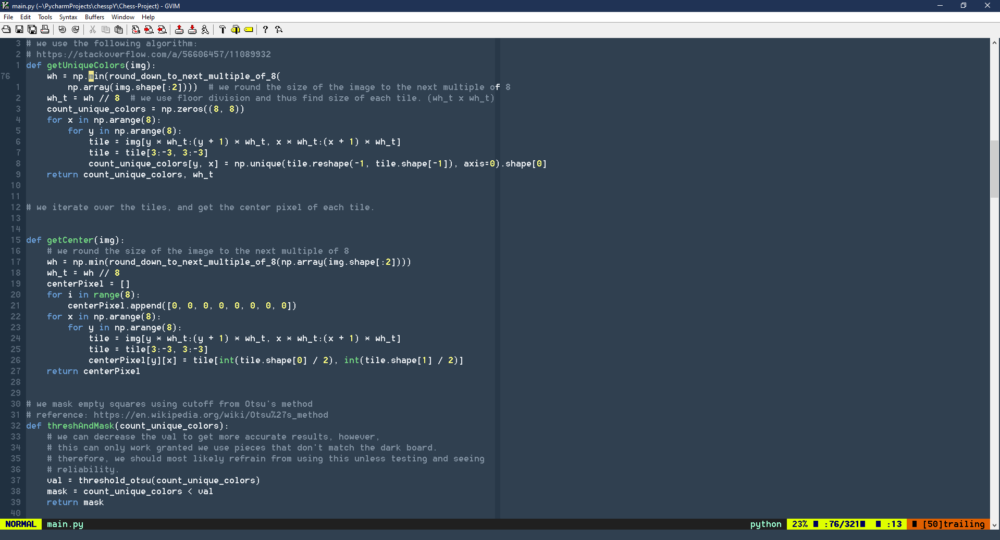 main.py (~\PycharmProjects\chesspY\Chess-Project) - GVIM
File Edit Tools Syntax Buffers Window Help
3 # we use the following algorithm:
2 # https://stackoverflow.com/a/56606457/11089932
1 def getUniqueColors(img):
76 wh = np.min(round_down_to_next_multiple_of_8(
1 np.array(img.shape[:2]))) # we round the size of the image to the next multiple of 8
2 wh_t = wh // 8 # we use floor division and thus find size of each tile. (wh_t x wh_t)
3 count_unique_colors = np.zeros((8, 8))
4 for x in np.arange(8):
5 for y in np.arange(8):
6 tile = img[y * wh_t:(y + 1) * wh_t, x * wh_t:(x + 1) * wh_t]
7 tile = tile[3:-3, 3:-3]
8 count_unique_colors[y, x] = np.unique(tile.reshape(-1, tile.shape[-1]), axis=0).shape[0]
9 return count_unique_colors, wh_t
10
11
12 # we iterate over the tiles, and get the center pixel of each tile.
13
14
15 def getCenter(img):
16 # we round the size of the image to the next multiple of 8
17 wh = np.min(round_down_to_next_multiple_of_8(np.array(img.shape[:2])))
18 wh_t = wh // 8
19 centerPixel = []
20 for i in range(8):
21 centerPixel.append([0, 0, 0, 0, 0, 0, 0, 0])
22 for x in np.arange(8):
23 for y in np.arange(8):
24 tile = img[y * wh_t:(y + 1) * wh_t, x * wh_t:(x + 1) * wh_t]
25 tile = tile[3:-3, 3:-3]
26 centerPixel[y][x] = tile[int(tile.shape[0] / 2), int(tile.shape[1] / 2)]
27 return centerPixel
28
29
30 # we mask empty squares using cutoff from Otsu's method
31 # reference: https://en.wikipedia.org/wiki/Otsu%27s_method
32 def threshAndMask(count_unique_colors):
33 # we can decrease the val to get more accurate results, however,
34 # this can only work granted we use pieces that don't match the dark board.
35 # therefore, we should most likely refrain from using this unless testing and seeing
36 # reliability.
37 val = threshold_otsu(count_unique_colors)
38 mask = count_unique_colors < val
39 return mask
40
NORMAL main.py python 23% :76/321 :13 [50]trailing